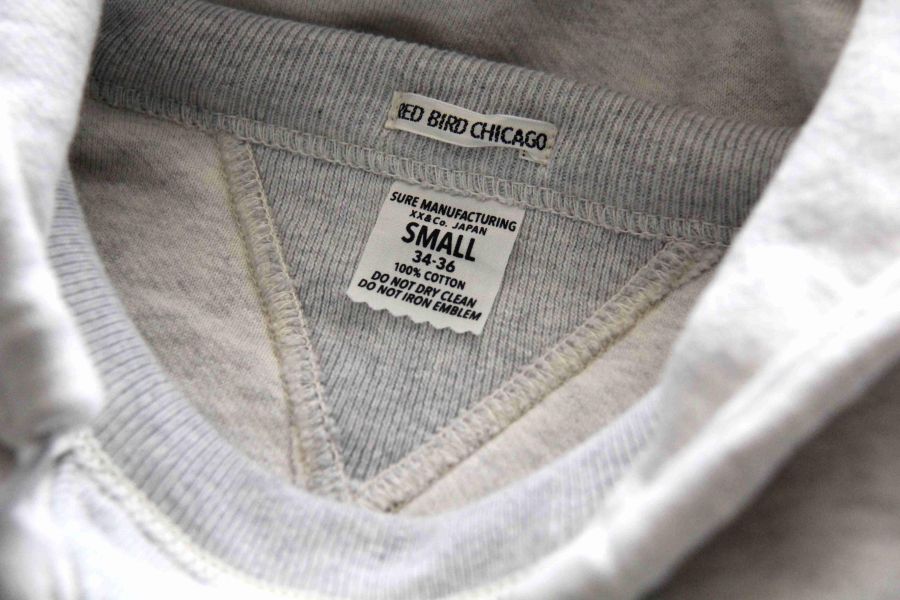 RED BIRD CHICAGO
SURE MANUFACTURING
XX&Co. JAPAN
SMALL
34-36
100% COTTON
DO NOT DRY CLEAN
DO NOT IRON EMBLEM